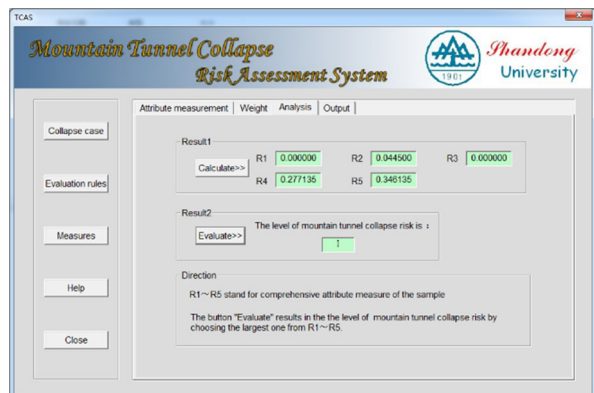 TCAS
Mountain Tunnel Collapse
Risk Assessment System
1901
Shandong
University
Collapse case
Evaluation rules
Measures
Help
Close
Attribute measurement Weight Analysis Output
Result1
Calculate>>
R1 0.000000 R2 0.044500 R3 0.000000
R4 0.277135 R5 0.346135
Result2
Evaluate>>
The level of mountain tunnel collapse risk is :
I
Direction
R1～R5 stand for comprehensive attribute measure of the sample
The button "Evaluate" results in the the level of mountain tunnel collapse risk by
choosing the largest one from R1～R5.